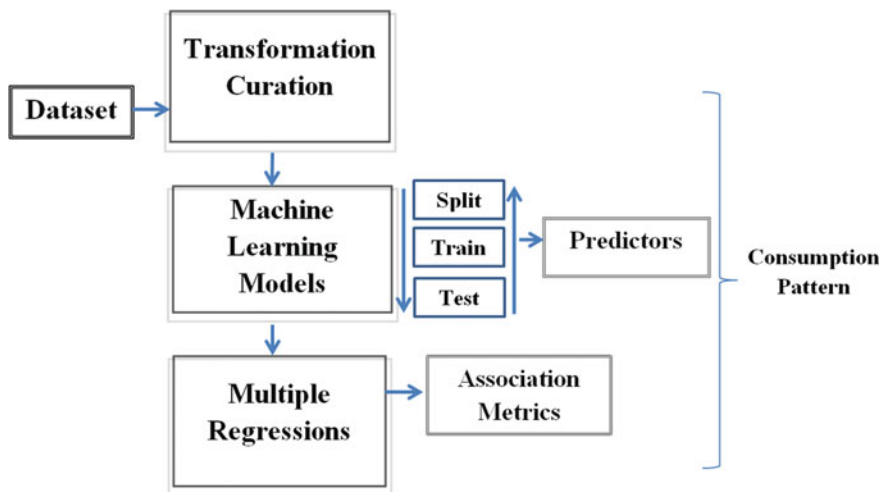 Transformation
Curation
Dataset
Machine
Learning
Models
Split
Train
Test
Predictors
Consumption
Pattern
Multiple
Regressions
Association
Metrics